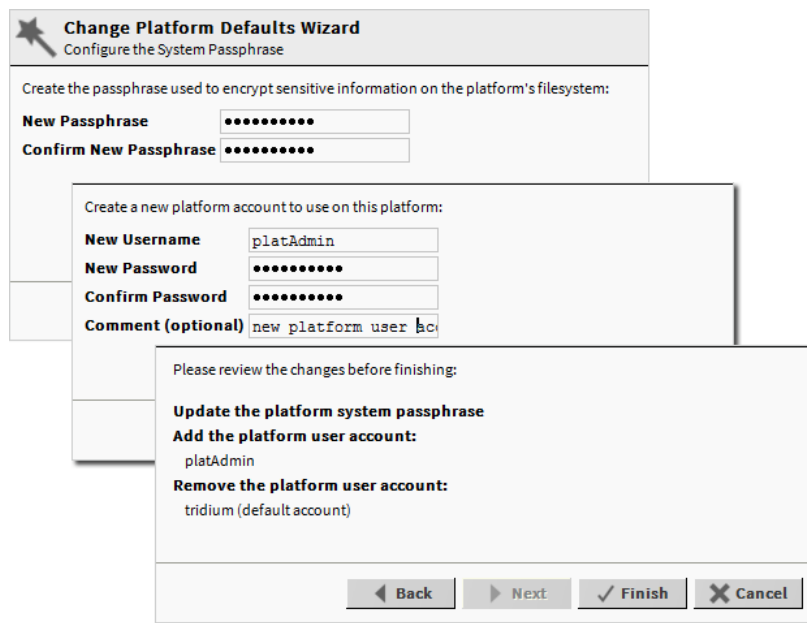 Change Platform Defaults Wizard
Configure the System Passphrase
Create the passphrase used to encrypt sensitive information on the platform's filesystem:
New Passphrase ●●●●●●●●●●
Confirm New Passphrase ●●●●●●●●●●
Create a new platform account to use on this platform:
New Username platAdmin
New Password ●●●●●●●●●●
Confirm Password ●●●●●●●●●●
Comment (optional) new platform user acc
Please review the changes before finishing:
Update the platform system passphrase
Add the platform user account:
platAdmin
Remove the platform user account:
tridium (default account)
Back Next Finish Cancel